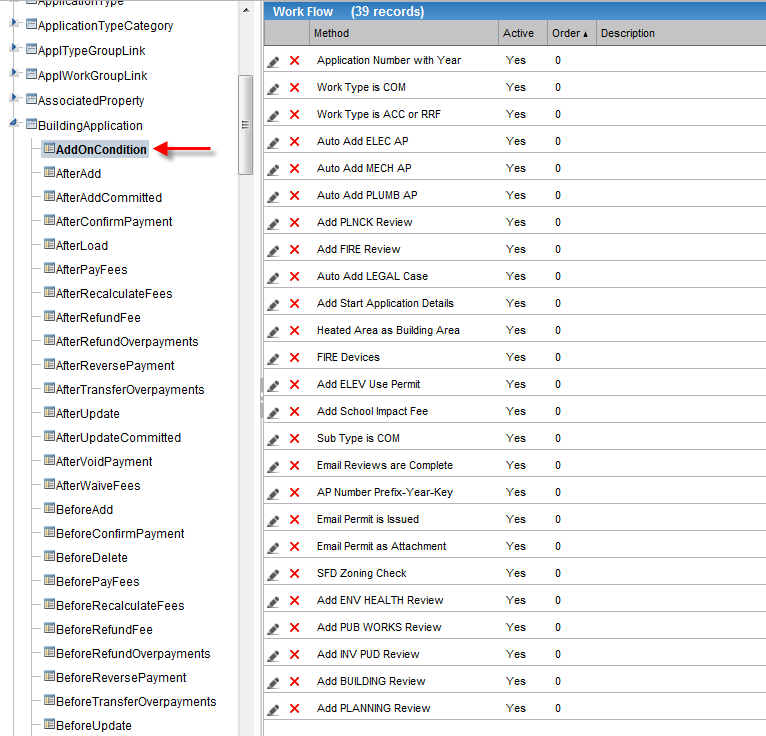 ApplicationType
ApplicationTypeCategory
ApplTypeGroupLink
ApplWorkGroupLink
AssociatedProperty
BuildingApplication
AddOnCondition
AfterAdd
AfterAddCommitted
AfterConfirmPayment
AfterLoad
AfterPayFees
AfterRecalculateFees
AfterRefundFee
AfterRefundOverpayments
AfterReversePayment
AfterTransferOverpayments
AfterUpdate
AfterUpdateCommitted
AfterVoidPayment
AfterWaiveFees
BeforeAdd
BeforeConfirmPayment
BeforeDelete
BeforePayFees
BeforeRecalculateFees
BeforeRefundFee
BeforeRefundOverpayments
BeforeReversePayment
BeforeTransferOverpayments
BeforeUpdate
Work Flow (39 records)
Method Active Order Description
Application Number with Year Yes 0
Work Type is COM Yes 0
Work Type is ACC or RRF Yes 0
Auto Add ELEC AP Yes 0
Auto Add MECH AP Yes 0
Auto Add PLUMB AP Yes 0
Add PLNCK Review Yes 0
Add FIRE Review Yes 0
Auto Add LEGAL Case Yes 0
Add Start Application Details Yes 0
Heated Area as Building Area Yes 0
FIRE Devices Yes 0
Add ELEV Use Permit Yes 0
Add School Impact Fee Yes 0
Sub Type is COM Yes 0
Email Reviews are Complete Yes 0
AP Number Prefix-Year-Key Yes 0
Email Permit is Issued Yes 0
Email Permit as Attachment Yes 0
SFD Zoning Check Yes 0
Add ENV HEALTH Review Yes 0
Add PUB WORKS Review Yes 0
Add INV PUD Review Yes 0
Add BUILDING Review Yes 0
Add PLANNING Review Yes 0